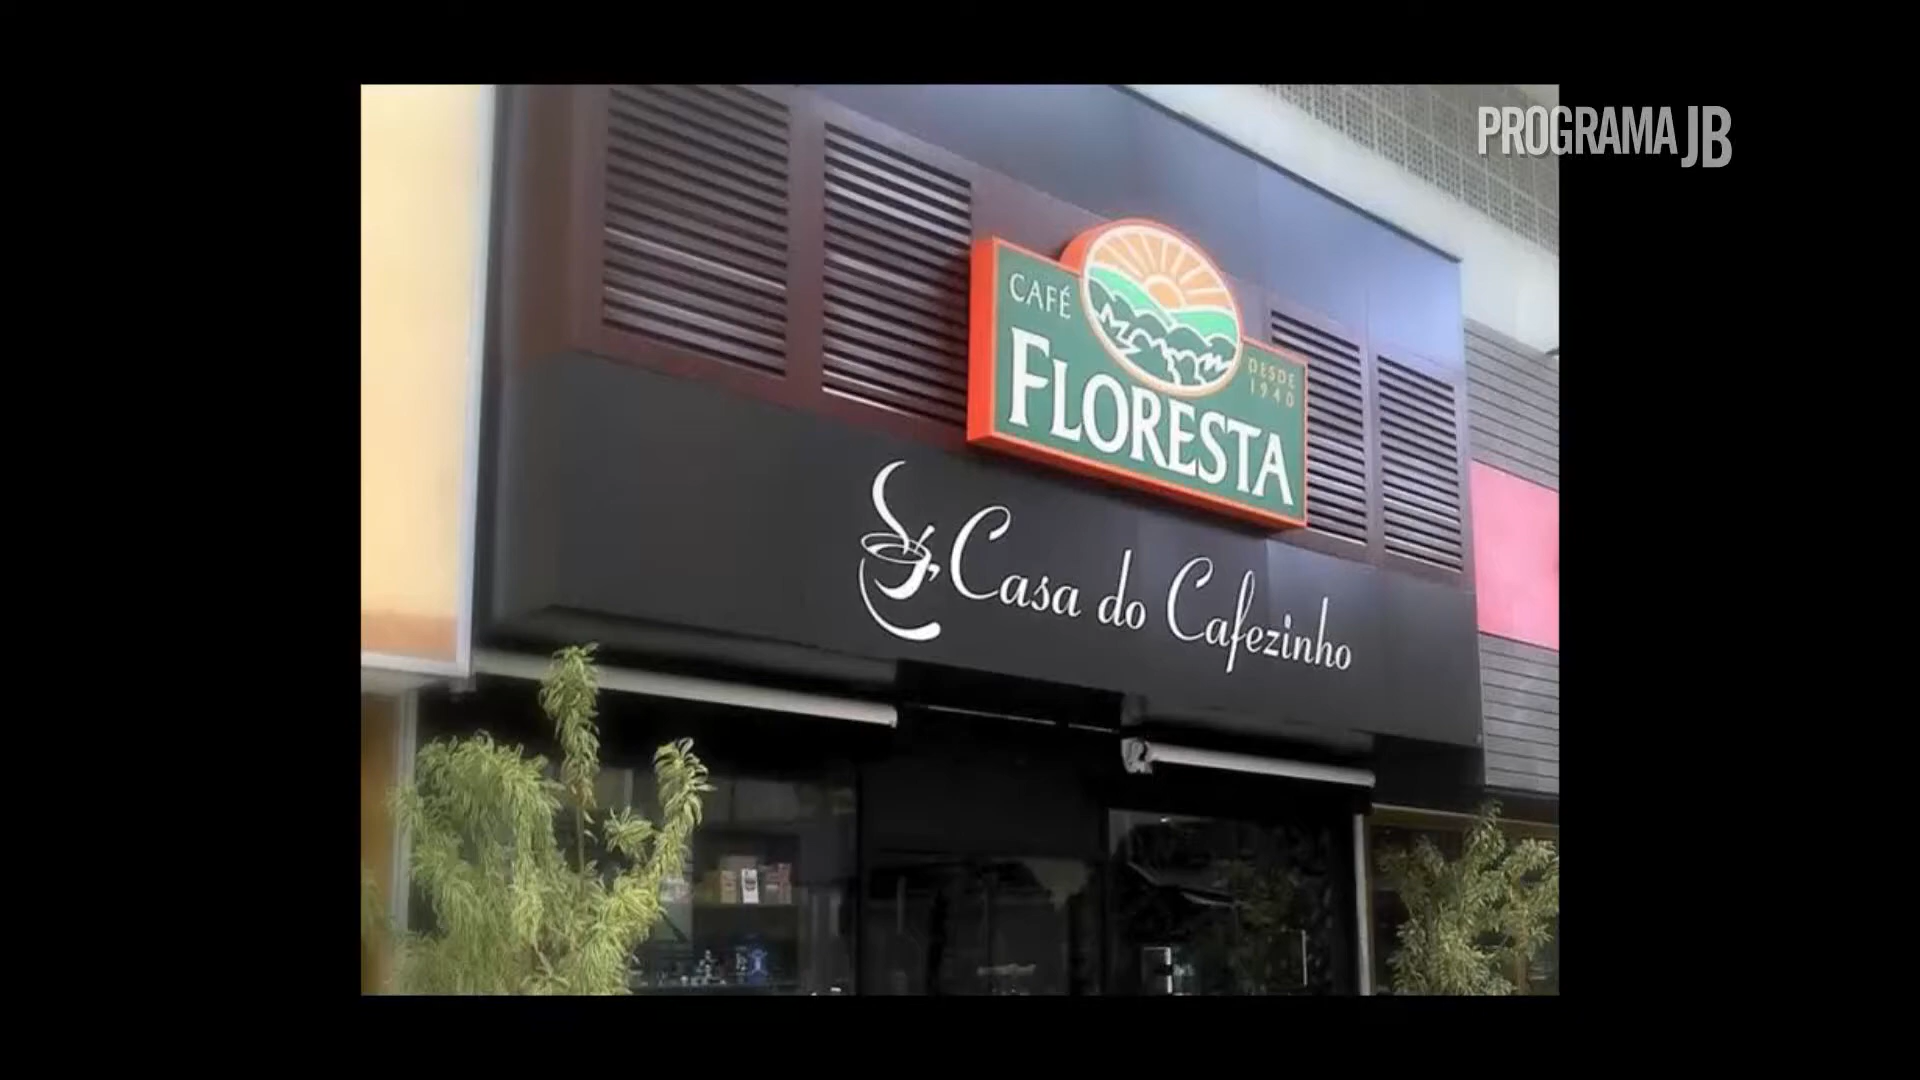 PROGRAMA JB
CAFÉ
FLORESTA
DESDE
1940
Casa do Cafezinho